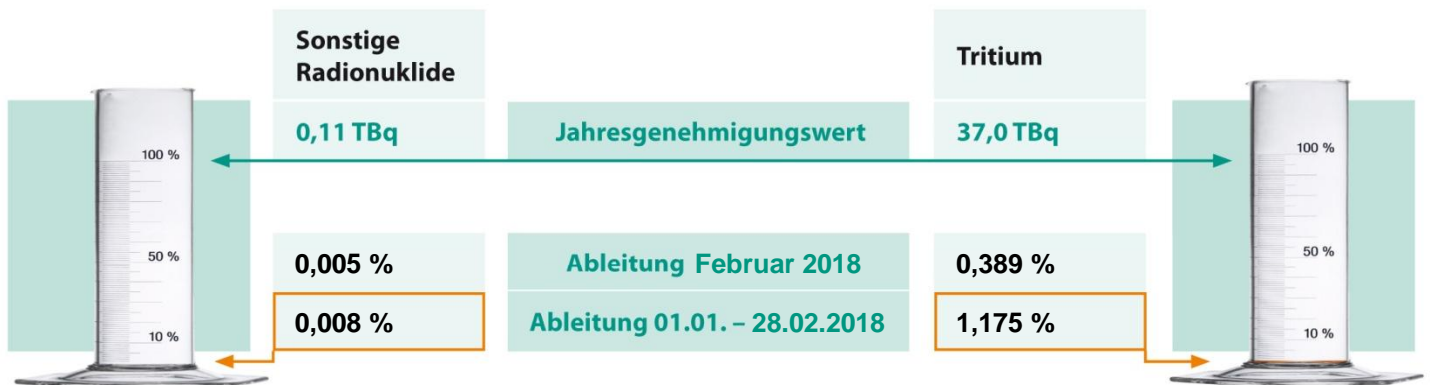 Sonstige
Radionuklide
Tritium
0,11 TBq
Jahresgenehmigungswert
37,0 TBq
100 %
100 %
50 %
0,005 %
Ableitung Februar 2018
0,389 %
50 %
10 %
0,008 %
Ableitung 01.01. – 28.02.2018
1,175 %
10 %